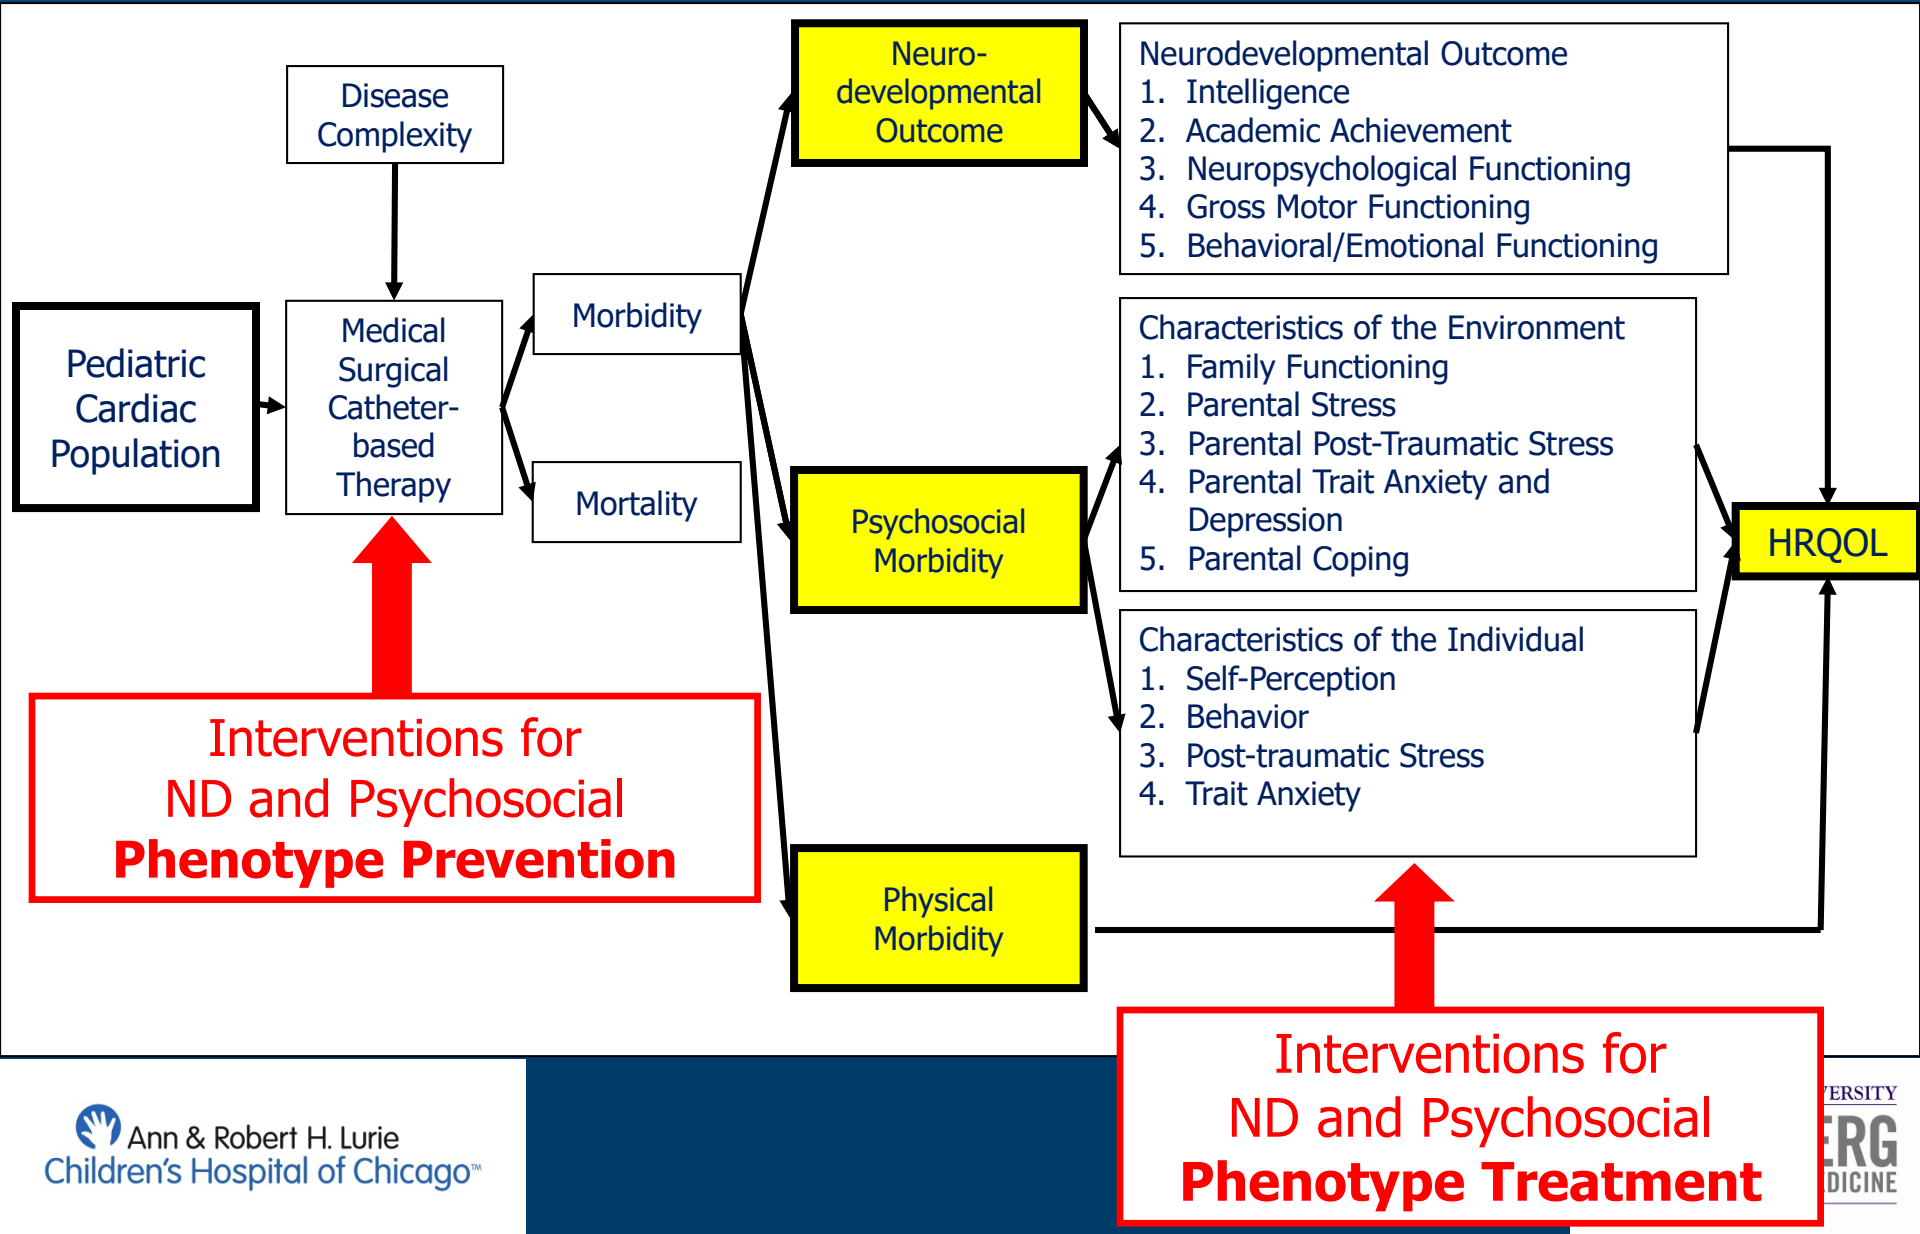 Disease
Complexity
Pediatric
Cardiac
Population
Medical
Surgical
Catheter-
based
Therapy
Morbidity
Mortality
Neuro-
developmental
Outcome
Psychosocial
Morbidity
Physical
Morbidity
Neurodevelopmental Outcome
1. Intelligence
2. Academic Achievement
3. Neuropsychological Functioning
4. Gross Motor Functioning
5. Behavioral/Emotional Functioning
Characteristics of the Environment
1. Family Functioning
2. Parental Stress
3. Parental Post-Traumatic Stress
4. Parental Trait Anxiety and
Depression
5. Parental Coping
Characteristics of the Individual
1. Self-Perception
2. Behavior
3. Post-traumatic Stress
4. Trait Anxiety
HRQOL
Interventions for
ND and Psychosocial
Phenotype Prevention
Interventions for
ND and Psychosocial
Phenotype Treatment
Ann & Robert H. Lurie
Children's Hospital of Chicago™